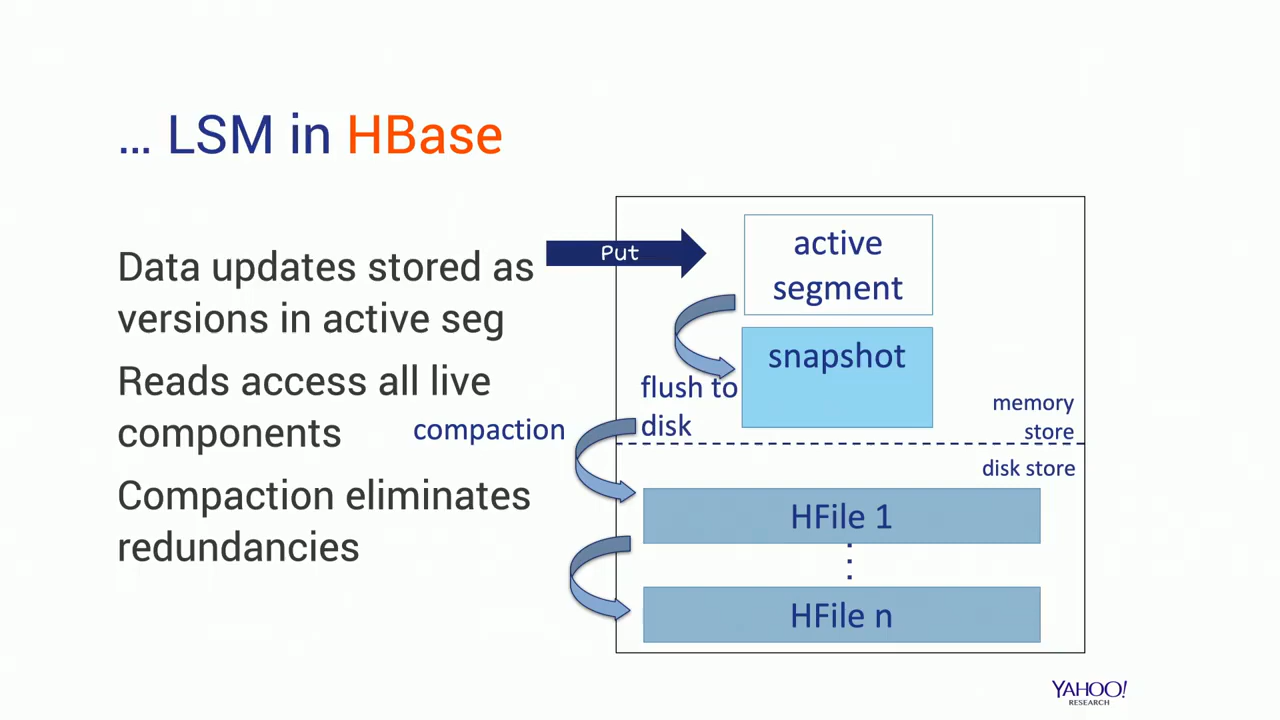 ... LSM in HBase
Data updates stored as
versions in active seg
Reads access all live
components
Compaction eliminates
redundancies
Put
active
segment
snapshot
flush to
disk
compaction
memory
store
disk store
HFile 1
HFile n
YAHOO!
RESEARCH